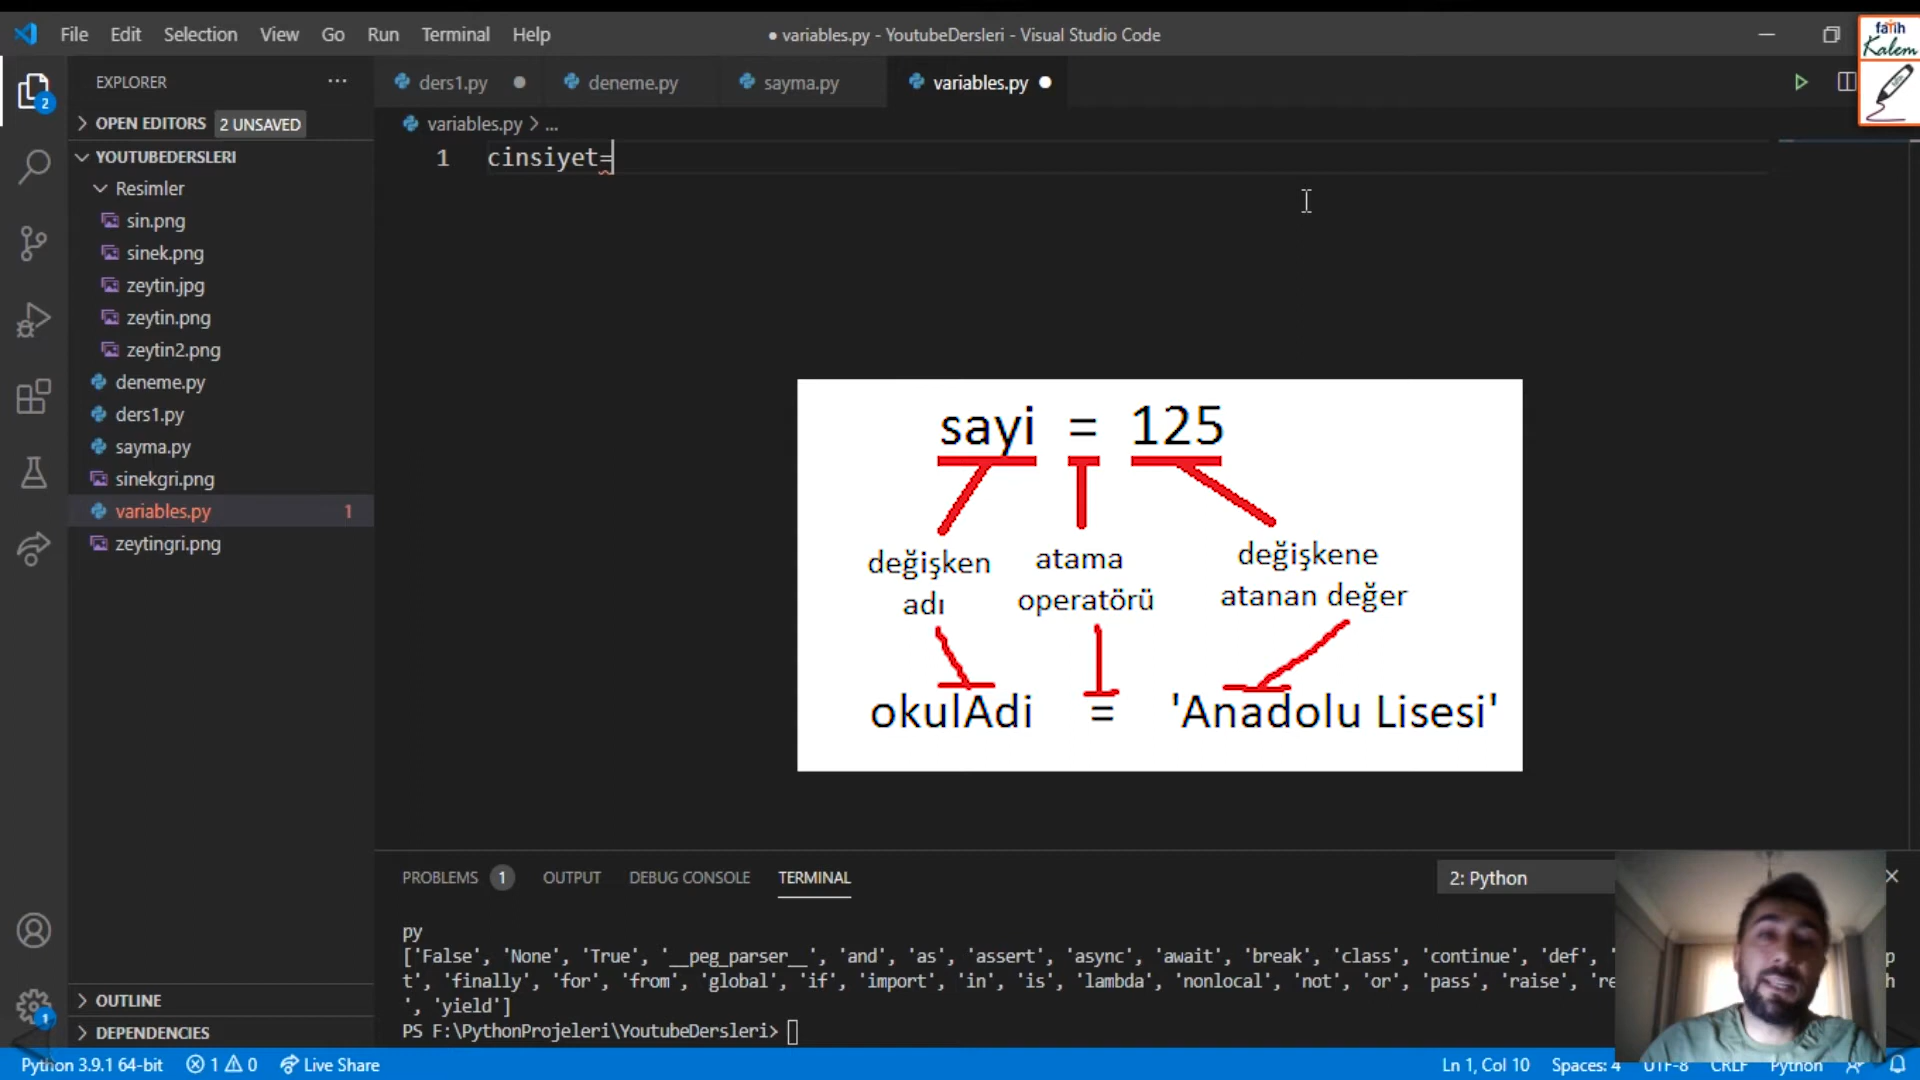 File Edit Selection View Go Run Terminal Help
● variables.py - YoutubeDersleri - Visual Studio Code
fatih
Kalem
EXPLORER ...
ders1.py
deneme.py
sayma.py
variables.py
OPEN EDITORS 2 UNSAVED
variables.py > ...
YOUTUBEDERSLERI
1 cinsiyet=
Resimler
sin.png
sinek.png
zeytin.jpg
zeytin.png
zeytin2.png
deneme.py
ders1.py
sayma.py
sinekgri.png
variables.py 1
zeytingri.png
sayi = 125
değişken adı
atama operatörü
değişkene atanan değer
okulAdi = 'Anadolu Lisesi'
PROBLEMS 1 OUTPUT DEBUG CONSOLE TERMINAL
2: Python
py
['False', 'None', 'True', '__peg_parser__', 'and', 'as', 'assert', 'async', 'await', 'break', 'class', 'continue', 'def', '
t', 'finally', 'for', 'from', 'global', 'if', 'import', 'in', 'is', 'lambda', 'nonlocal', 'not', 'or', 'pass', 'raise', 're
', 'yield']
PS F:\PythonProjeleri\YoutubeDersleri>
OUTLINE
DEPENDENCIES
2
1
Python 3.9.1 64-bit 1 0 Live Share
Ln 1, Col 10 Spaces: 4 UTF-8 CRLF Python